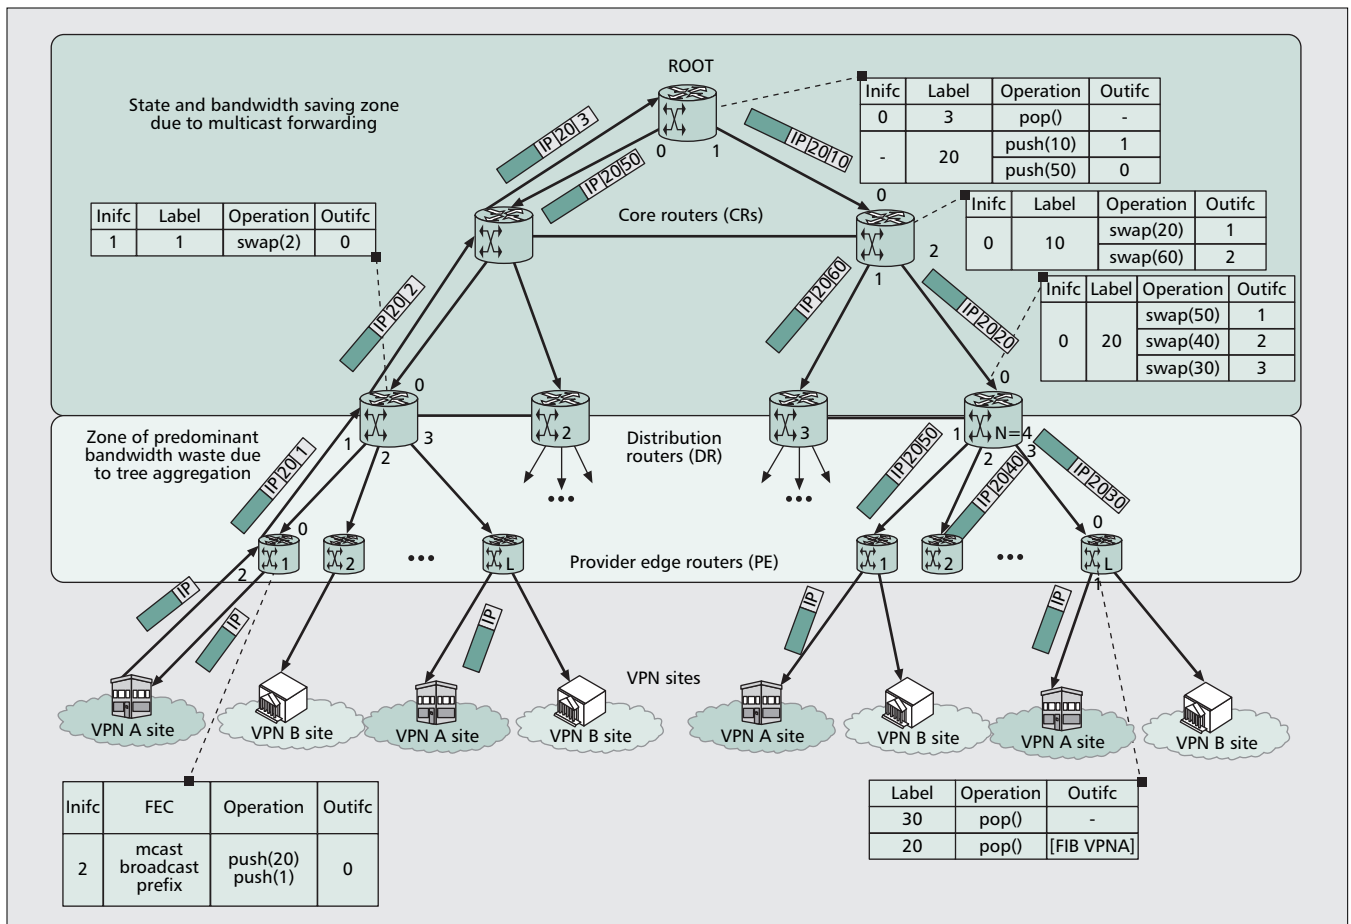 ROOT
State and bandwidth saving zone
due to multicast forwarding
Inifc Label Operation Outifc
0 3 pop() -
- 20 push(10) 1
push(50) 0
IP|20|3
IP|20|10
0 1
IP|20|50
0
Core routers (CRs)
Inifc Label Operation Outifc
1 1 swap(2) 0
Inifc Label Operation Outifc
0 10 swap(20) 1
swap(60) 2
2
1
IP|20|2
IP|20|60
IP|20|20
Inifc Label Operation Outifc
0 20 swap(50) 1
swap(40) 2
swap(30) 3
0
0
Zone of predominant
bandwidth waste due
to tree aggregation
1 2 3
2
Distribution
routers (DR)
3
N=4
1 2 3
IP|20|1
IP|20|50
IP|20|40
IP|20|30
0
0
1
2
L
Provider edge routers (PE)
1
2
L
2
1
IP
IP
IP
IP
IP
VPN sites
VPN A site
VPN B site
VPN A site
VPN B site
VPN A site
VPN B site
VPN A site
VPN B site
Inifc FEC Operation Outifc
2 mcast broadcast prefix push(20) push(1) 0
Label Operation Outifc
30 pop() -
20 pop() [FIB VPNA]